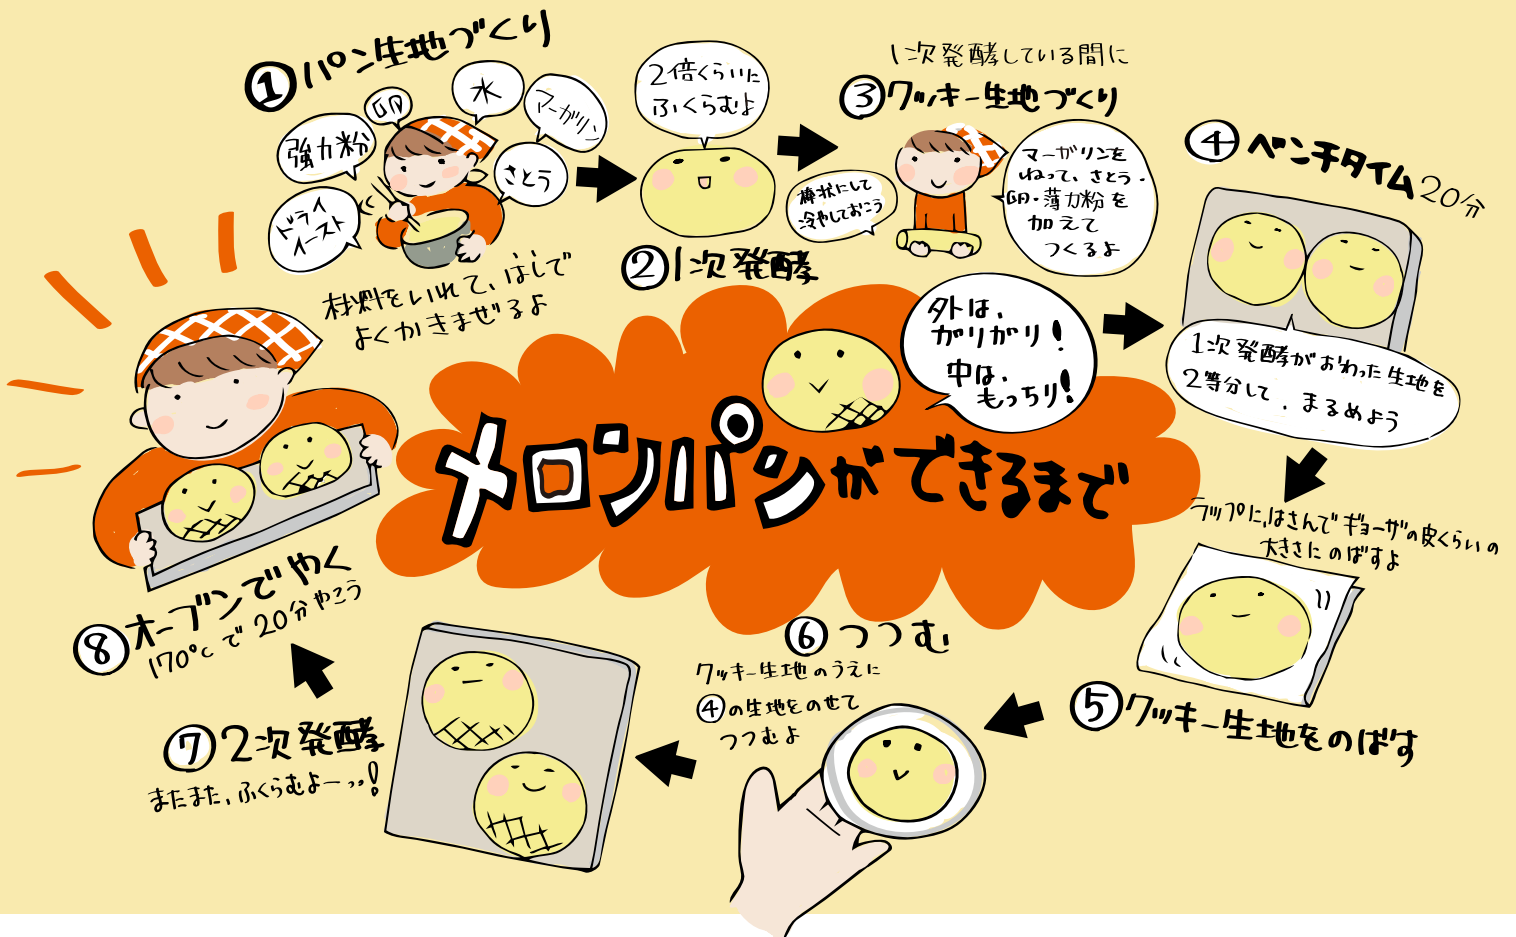 メロンパンができるまで
外は、
ガリガリ!
中は、
もっちり!
①パン生地づくり
ドライ
イースト
強力粉
卵
水
マーガリン
さとう
材料をいれて、はしで
よくかきまぜるよ
2倍くらいに
ふくらむよ
②1次発酵
1次発酵している間に
③クッキー生地づくり
マーガリンを
ねって、さとう・
卵・薄力粉を
加えて
つくるよ
棒状にして
冷やしておこう
④ベンチタイム20分
1次発酵がおわった生地を
2等分して、まるめよう
ラップに、はさんでギョーザの皮くらいの
大きさにのばすよ
⑤クッキー生地をのばす
⑥つつむ
クッキー生地のうえに
④の生地をのせて
つつむよ
⑦2次発酵
またまた、ふくらむよーっ!
⑧オーブンでやく
170℃で20分やこう